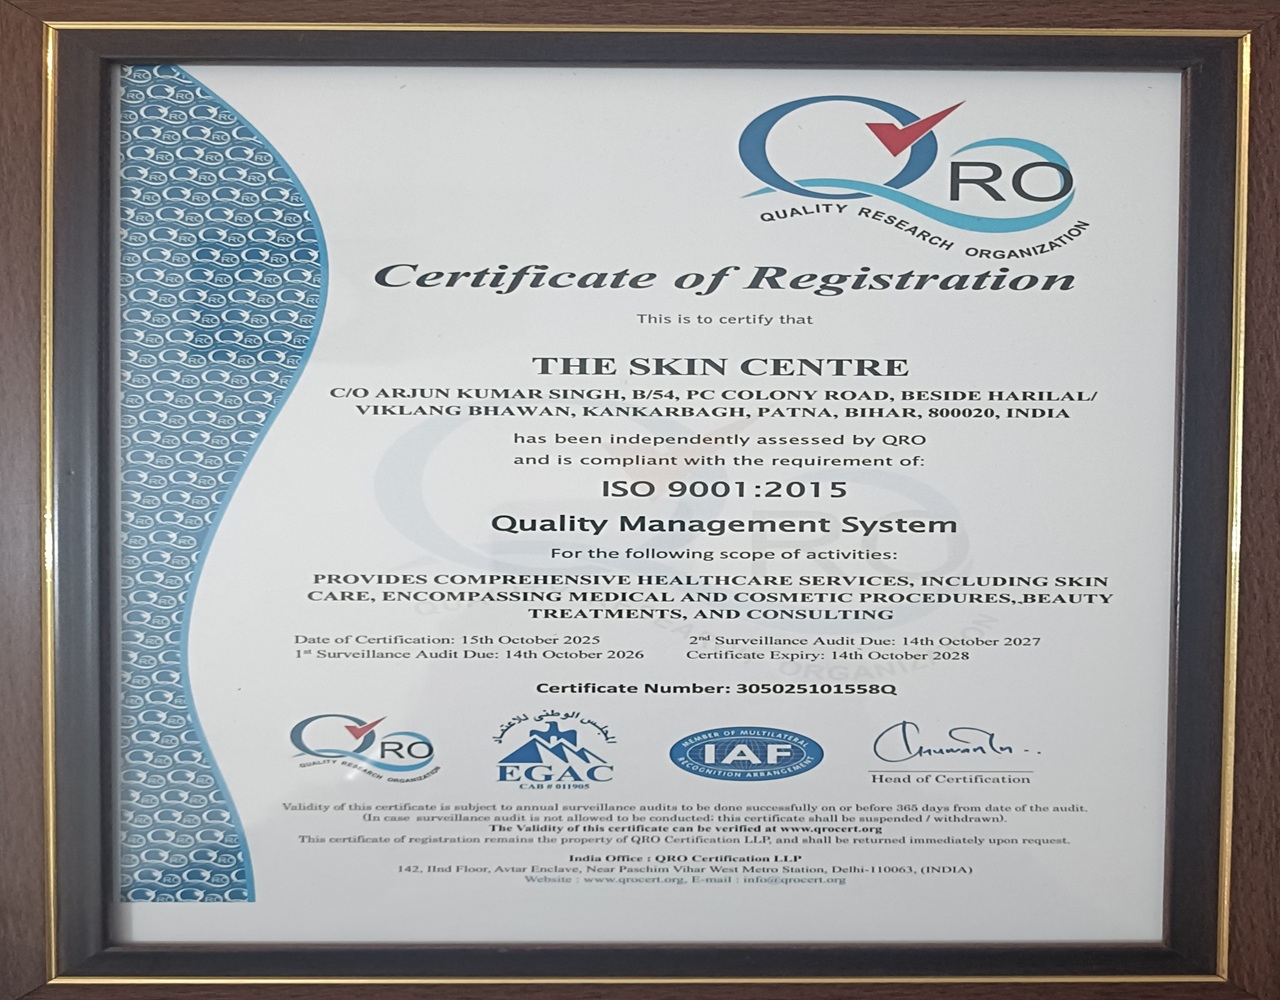 QRO
QUALITY RESEARCH ORGANIZATION
Certificate of Registration
This is to certify that
THE SKIN CENTRE
C/O ARJUN KUMAR SINGH, B/54, PC COLONY ROAD, BESIDE HARILAL/
VIKLANG BHAWAN, KANKARBAGH, PATNA, BIHAR, 800020, INDIA
has been independently assessed by QRO
and is compliant with the requirement of:
ISO 9001:2015
Quality Management System
For the following scope of activities:
PROVIDES COMPREHENSIVE HEALTHCARE SERVICES, INCLUDING SKIN
CARE, ENCOMPASSING MEDICAL AND COSMETIC PROCEDURES, BEAUTY
TREATMENTS, AND CONSULTING
Date of Certification: 15th October 2025 2nd Surveillance Audit Due: 14th October 2027
1st Surveillance Audit Due: 14th October 2026 Certificate Expiry: 14th October 2028
Certificate Number: 305025101558Q
QRO
QUALITY RESEARCH ORGANIZATION
المجلس الوطنى للاعتماد
EGAC
CAB # 011905
MEMBER OF MULTILATERAL
IAF
RECOGNITION ARRANGEMENT
Head of Certification
Validity of this certificate is subject to annual surveillance audits to be done successfully on or before 365 days from date of the audit.
(In case surveillance audit is not allowed to be conducted; this certificate shall be suspended / withdrawn).
The Validity of this certificate can be verified at www.qrocert.org
This certificate of registration remains the property of QRO Certification LLP, and shall be returned immediately upon request.
India Office : QRO Certification LLP
142, IInd Floor, Avtar Enclave, Near Paschim Vihar West Metro Station, Delhi-110063, (INDIA)
Website : www.qrocert.org, E-mail : info@qrocert.org